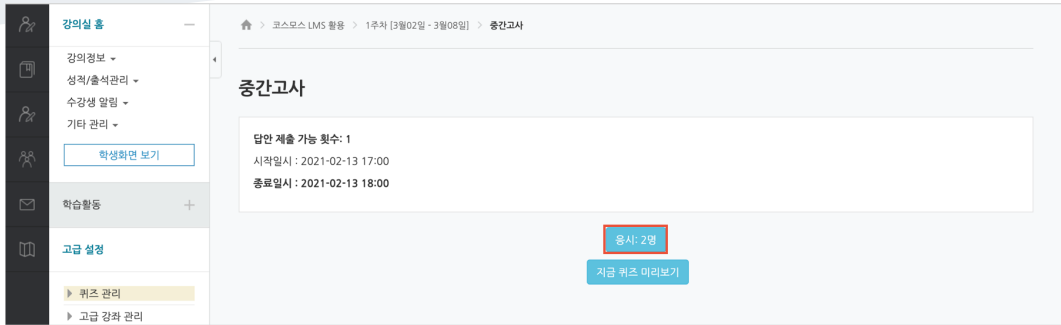 강의실 홈
강의정보
성적/출석관리
수강생 알림
기타 관리
학생화면 보기
학습활동
고급 설정
퀴즈 관리
고급 강좌 관리
코스모스 LMS 활용 > 1주차 [3월02일 - 3월08일] > 중간고사
중간고사
답안 제출 가능 횟수: 1
시작일시 : 2021-02-13 17:00
종료일시 : 2021-02-13 18:00
응시: 2명
지금 퀴즈 미리보기